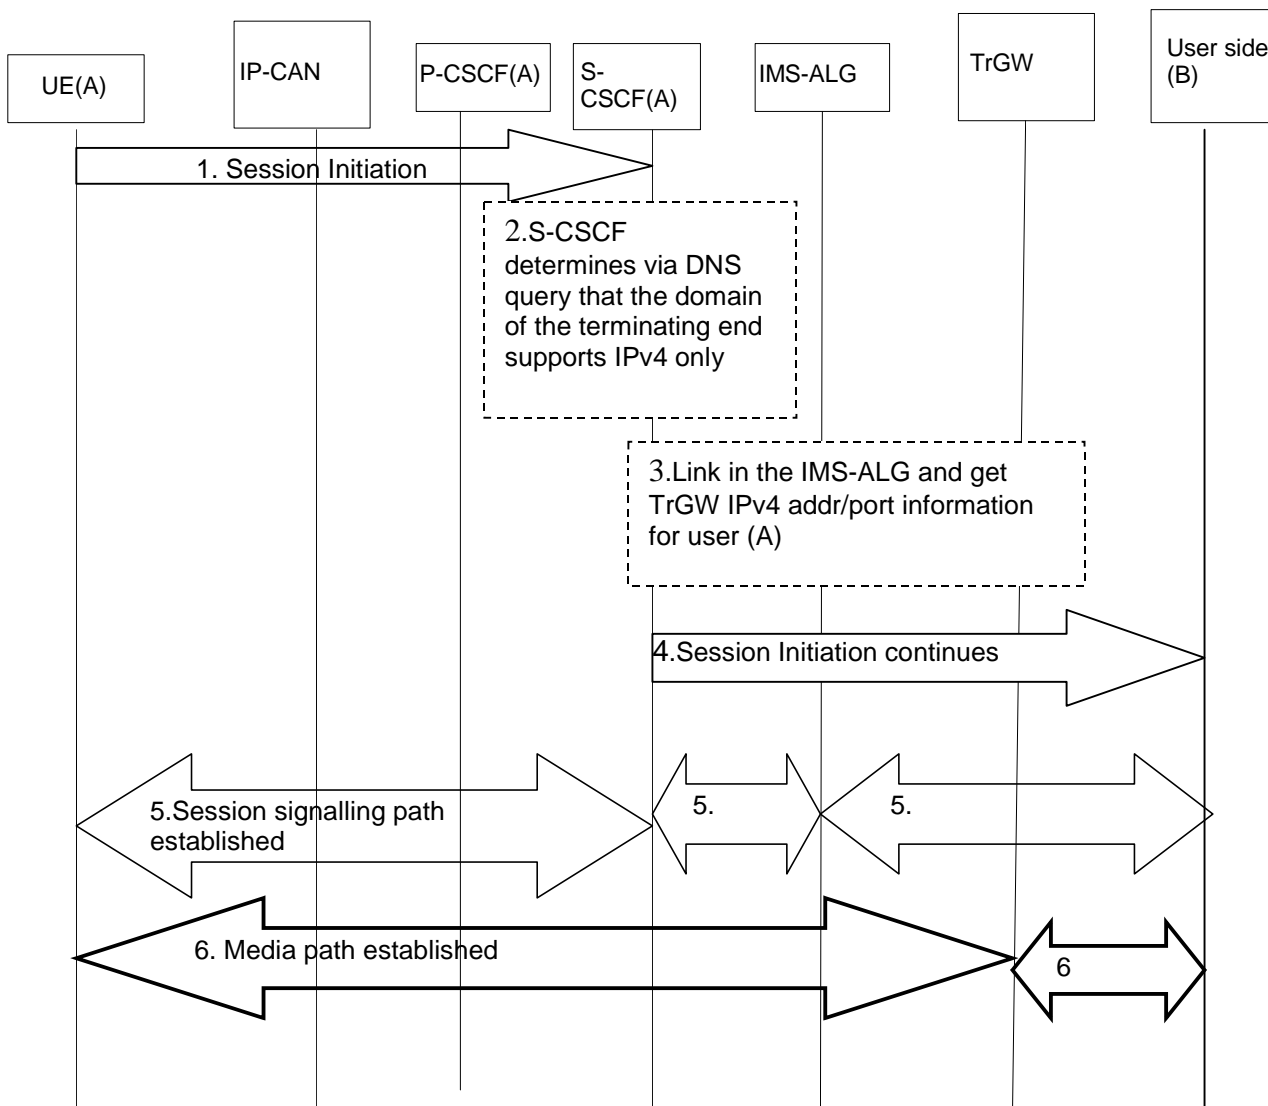 UE(A)
IP-CAN
P-CSCF(A)
S-
CSCF(A)
IMS-ALG
TrGW
User side
(B)
1. Session Initiation
2.S-CSCF
determines via DNS
query that the domain
of the terminating end
supports IPv4 only
3.Link in the IMS-ALG and get
TrGW IPv4 addr/port information
for user (A)
4.Session Initiation continues
5.Session signalling path
established
5.
5.
6. Media path established
6